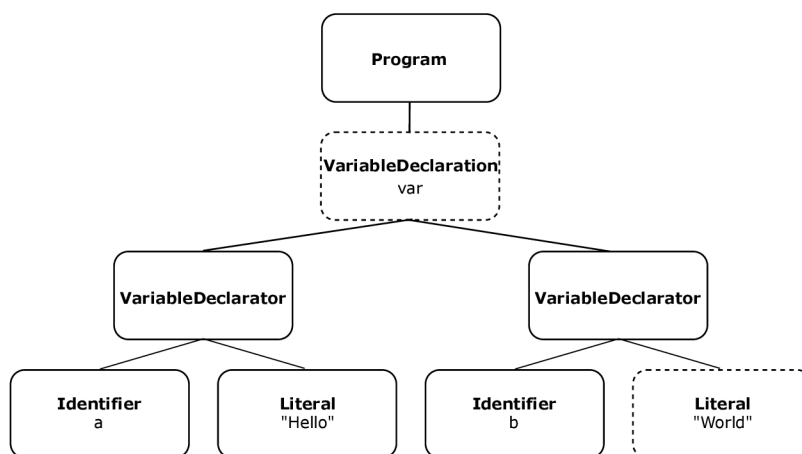 Program
VariableDeclaration
var
VariableDeclarator
VariableDeclarator
Identifier
a
Literal
"Hello"
Identifier
b
Literal
"World"